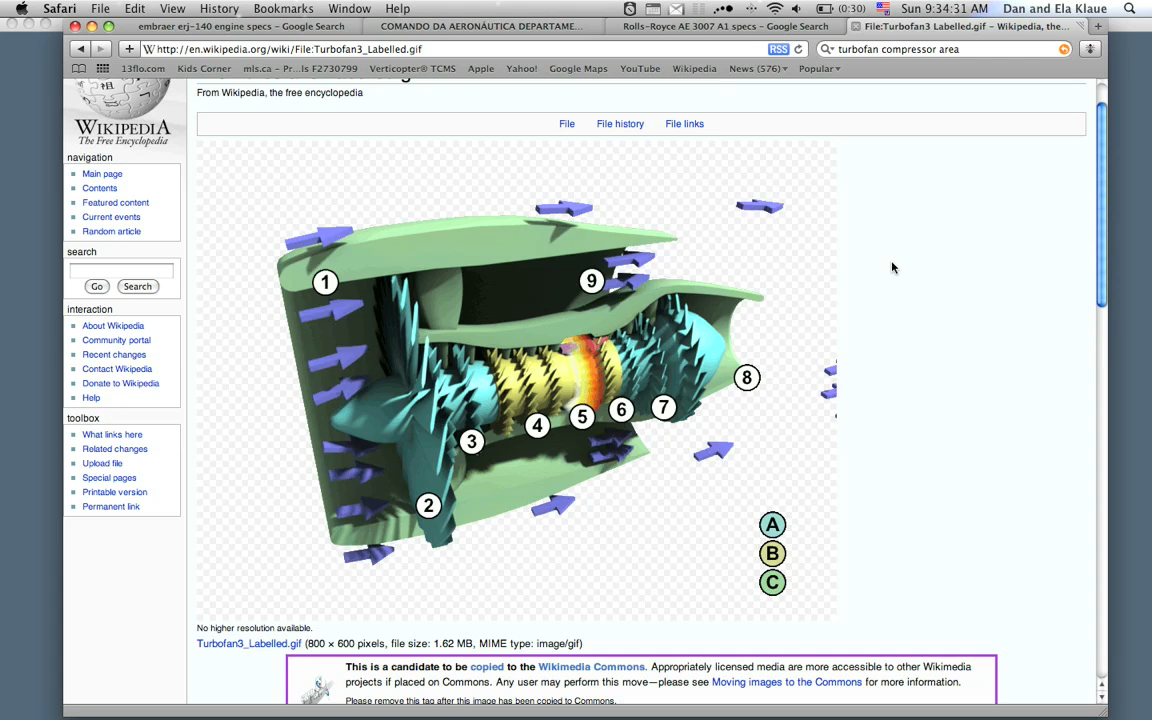 Safari File Edit View History Bookmarks Window Help (0:30) Sun 9:34:31 AM Dan and Ela Klaue
embraer erj-140 engine specs – Google Search COMANDO DA AERONÁUTICA DEPARTAME... Rolls-Royce AE 3007 A1 specs – Google Search File:Turbofan3_Labelled.gif – Wikipedia, the...
http://en.wikipedia.org/wiki/File:Turbofan3_Labelled.gif RSS turbofan compressor area
13flo.com Kids Corner mls.ca – Pr...ls F2730799 Verticopter® TCMS Apple Yahoo! Google Maps YouTube Wikipedia News (576) Popular
WIKIPEDIA
The Free Encyclopedia
navigation
Main page
Contents
Featured content
Current events
Random article
search
Go Search
interaction
About Wikipedia
Community portal
Recent changes
Contact Wikipedia
Donate to Wikipedia
Help
toolbox
What links here
Related changes
Upload file
Special pages
Printable version
Permanent link
From Wikipedia, the free encyclopedia
File File history File links
1
9
8
7
6
5
4
3
2
A
B
C
No higher resolution available.
Turbofan3_Labelled.gif (800 × 600 pixels, file size: 1.62 MB, MIME type: image/gif)
This is a candidate to be copied to the Wikimedia Commons. Appropriately licensed media are more accessible to other Wikimedia
projects if placed on Commons. Any user may perform this move—please see Moving images to the Commons for more information.
Please remove this tag after this image has been copied to Commons.